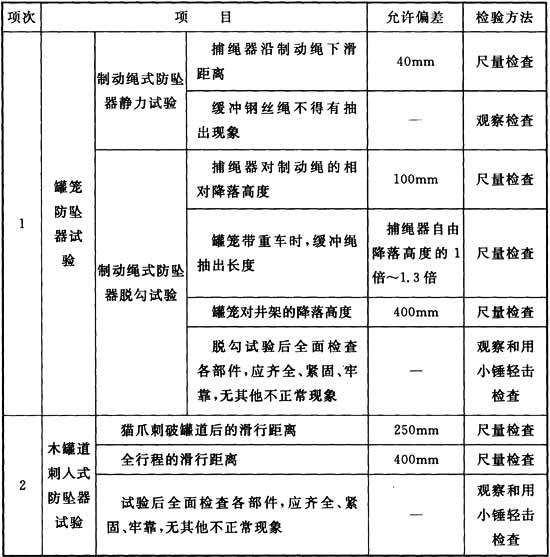 项次
项 目
允许偏差
检验方法
1
罐笼
防坠
器试
验
制动绳式防坠
器静力试验
捕绳器沿制动绳下滑
距离
40mm
尺量检查
缓冲钢丝绳不得有抽
出现象
—
观察检查
制动绳式防坠
器脱勾试验
捕绳器对制动绳的相
对降落高度
100mm
尺量检查
罐笼带重车时，缓冲绳
抽出长度
捕绳器自由
降落高度的1
倍～1.3倍
尺量检查
罐笼对井架的降落高度
400mm
尺量检查
脱勾试验后全面检查
各部件，应齐全、紧固、牢
靠，无其他不正常现象
—
观察和用
小锤轻击
检查
2
木罐道
刺人式
防坠器
试验
猫爪刺破罐道后的滑行距离
250mm
尺量检查
全行程的滑行距离
400mm
尺量检查
试验后全面检查各部件，应齐全、紧
固、牢靠，无其他不正常现象
—
观察和用
小锤轻击
检查